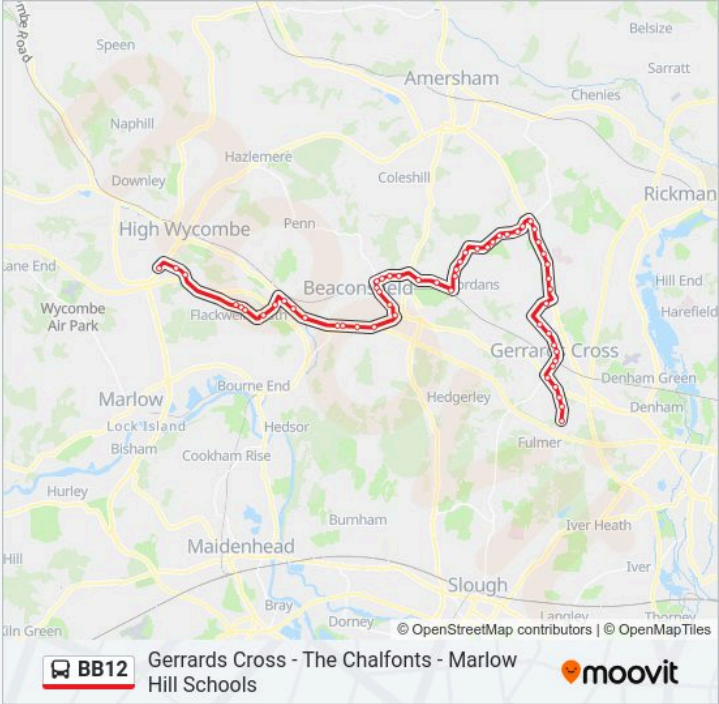 mbe Road
Speen
Belsize
Sarratt
Amersham
Chenies
Naphill
Hazlemere
Downley
Coleshill
Rickman
Penn
High Wycombe
ane End
Beaconsfield
ordans
Hill End
Wycombe
Air Park
Flackwell Heath
Harefield
Gerrards Cross
Bourne End
Denham Green
Marlow
Hedgerley
Denham
Lock Island
Hedsor
Bisham
Fulmer
Cookham Rise
Hurley
Burnham
Iver Heath
Maidenhead
Hill
Iver
Slough
Bray
Langley
Dorney
Thorney
Kiln Green
© OpenStreetMap contributors | © OpenMapTiles
BB12
Gerrards Cross - The Chalfonts - Marlow
Hill Schools
moovit